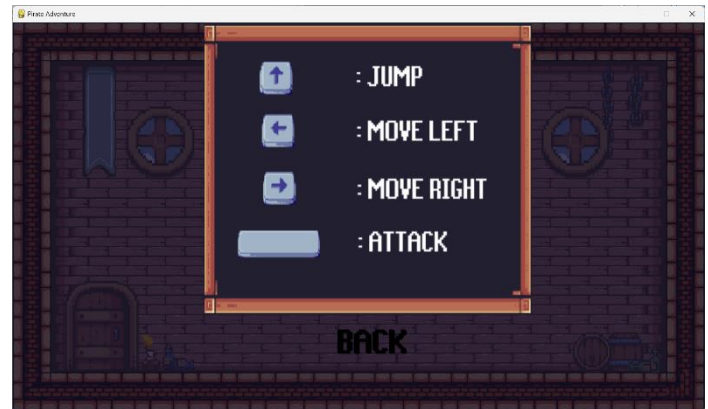 Pirate Adventure
: JUMP
: MOVE LEFT
: MOVE RIGHT
: ATTACK
BACK